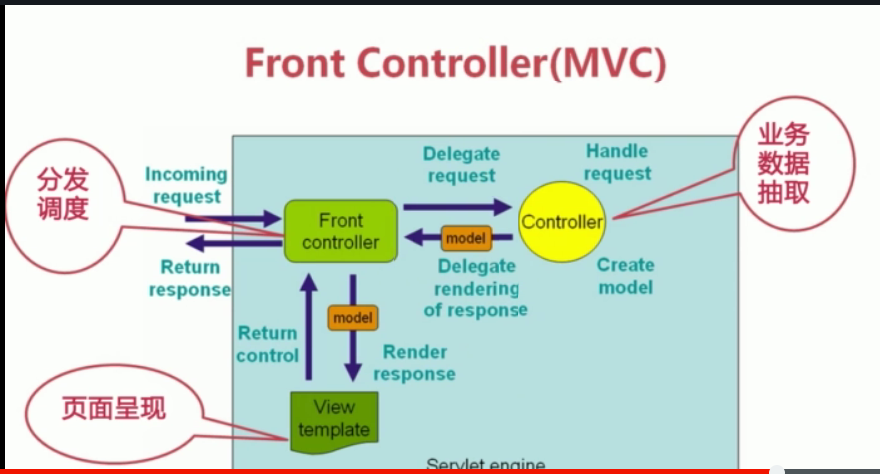 Front Controller(MVC)
分发
调度
Incoming
request
Return
response
Front
controller
Delegate
request
Handle
request
业务
数据
抽取
Controller
model
Delegate
rendering
of response
Create
model
model
Return
control
Render
response
页面呈现
View
template
Servlet engine